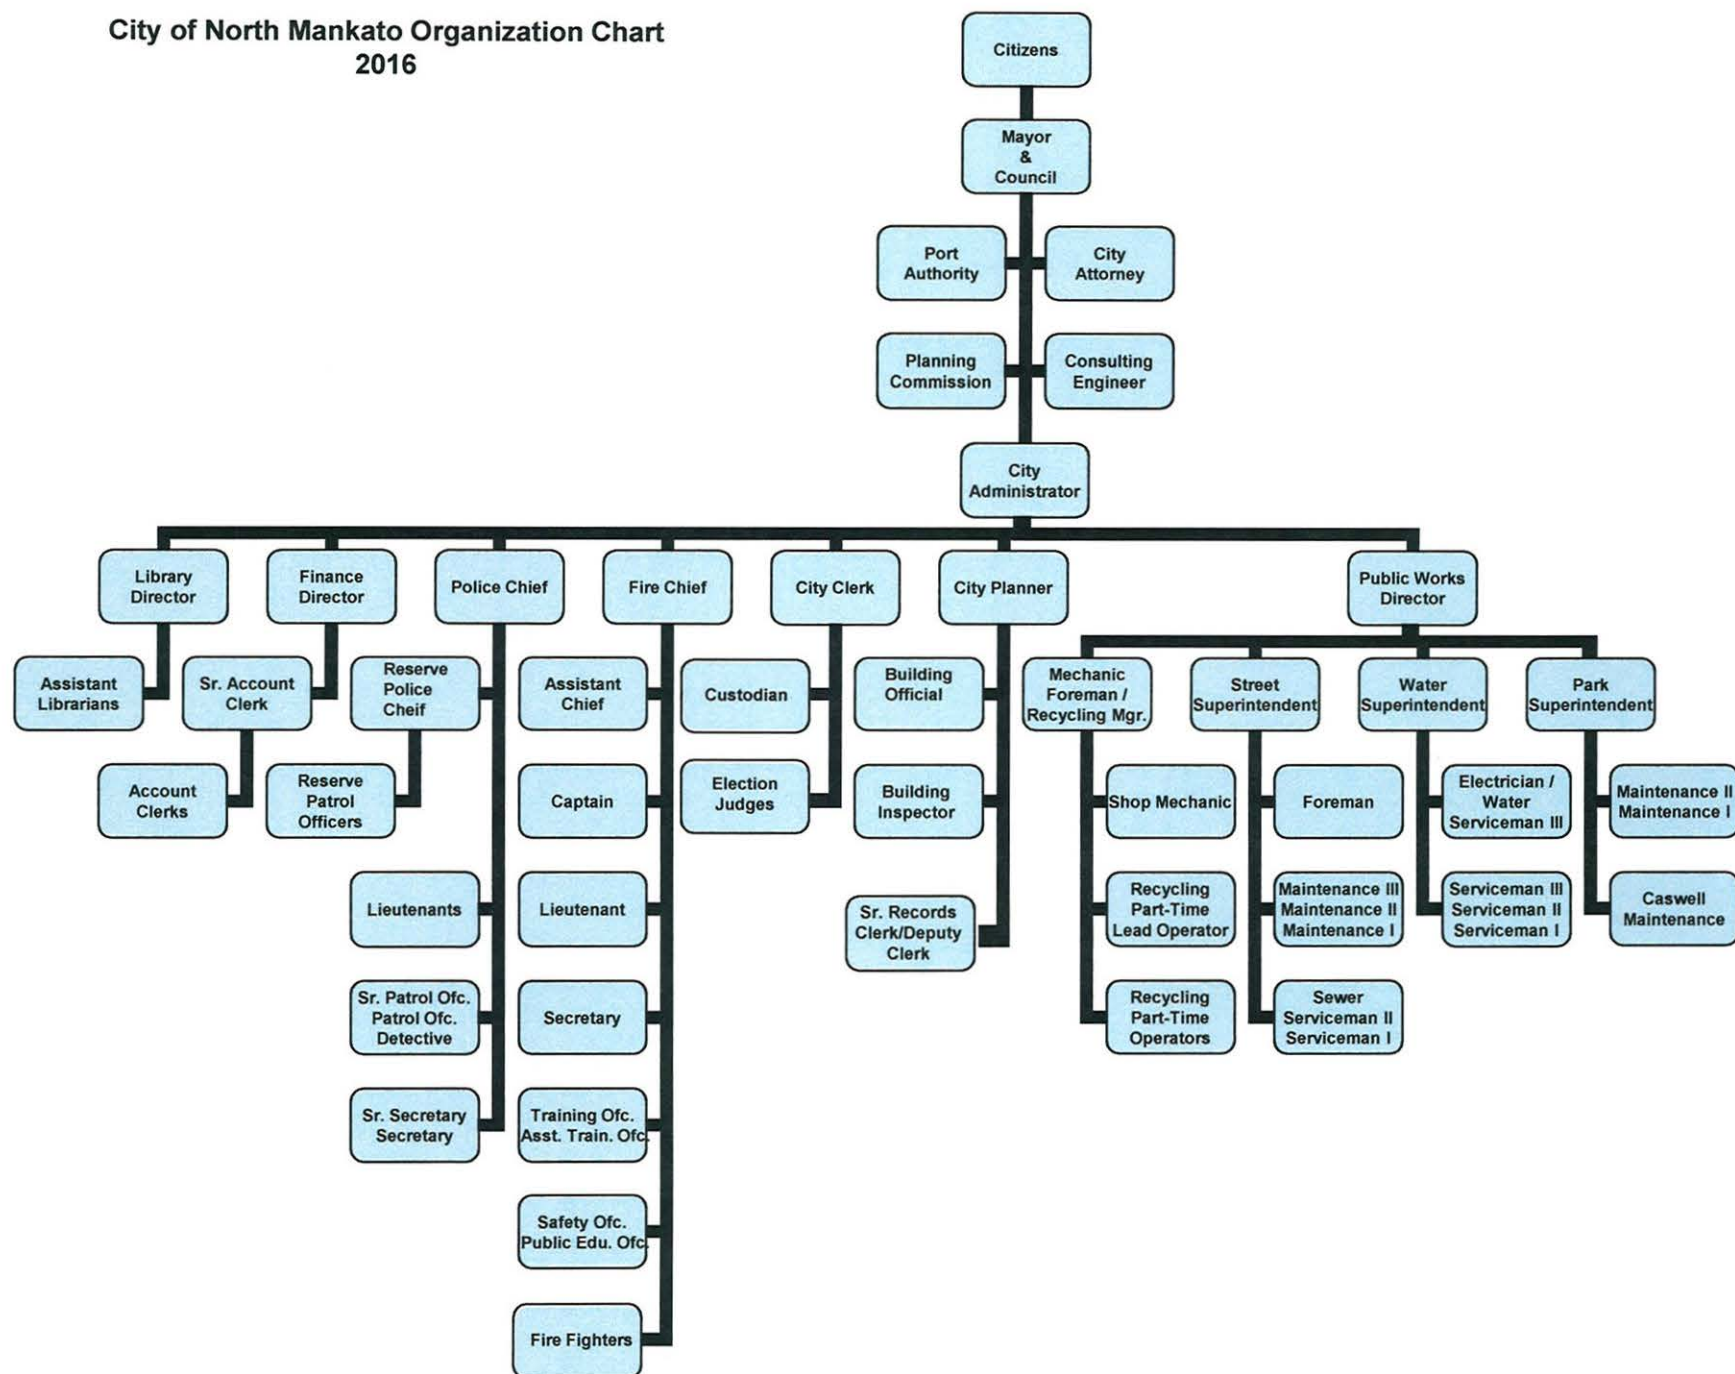 City of North Mankato Organization Chart
2016
Citizens
Mayor
&
Council
Port
Authority
City
Attorney
Planning
Commission
Consulting
Engineer
City
Administrator
Library
Director
Finance
Director
Police Chief
Fire Chief
City Clerk
City Planner
Public Works
Director
Assistant
Librarians
Sr. Account
Clerk
Reserve
Police
Cheif
Assistant
Chief
Custodian
Building
Official
Mechanic
Foreman /
Recycling Mgr.
Street
Superintendent
Water
Superintendent
Park
Superintendent
Account
Clerks
Reserve
Patrol
Officers
Captain
Election
Judges
Building
Inspector
Shop Mechanic
Foreman
Electrician /
Water
Serviceman III
Maintenance II
Maintenance I
Lieutenants
Lieutenant
Sr. Records
Clerk/Deputy
Clerk
Recycling
Part-Time
Lead Operator
Maintenance III
Maintenance II
Maintenance I
Serviceman III
Serviceman II
Serviceman I
Caswell
Maintenance
Sr. Patrol Ofc.
Patrol Ofc.
Detective
Secretary
Recycling
Part-Time
Operators
Sewer
Serviceman II
Serviceman I
Sr. Secretary
Secretary
Training Ofc.
Asst. Train. Ofc.
Safety Ofc.
Public Edu. Ofc.
Fire Fighters